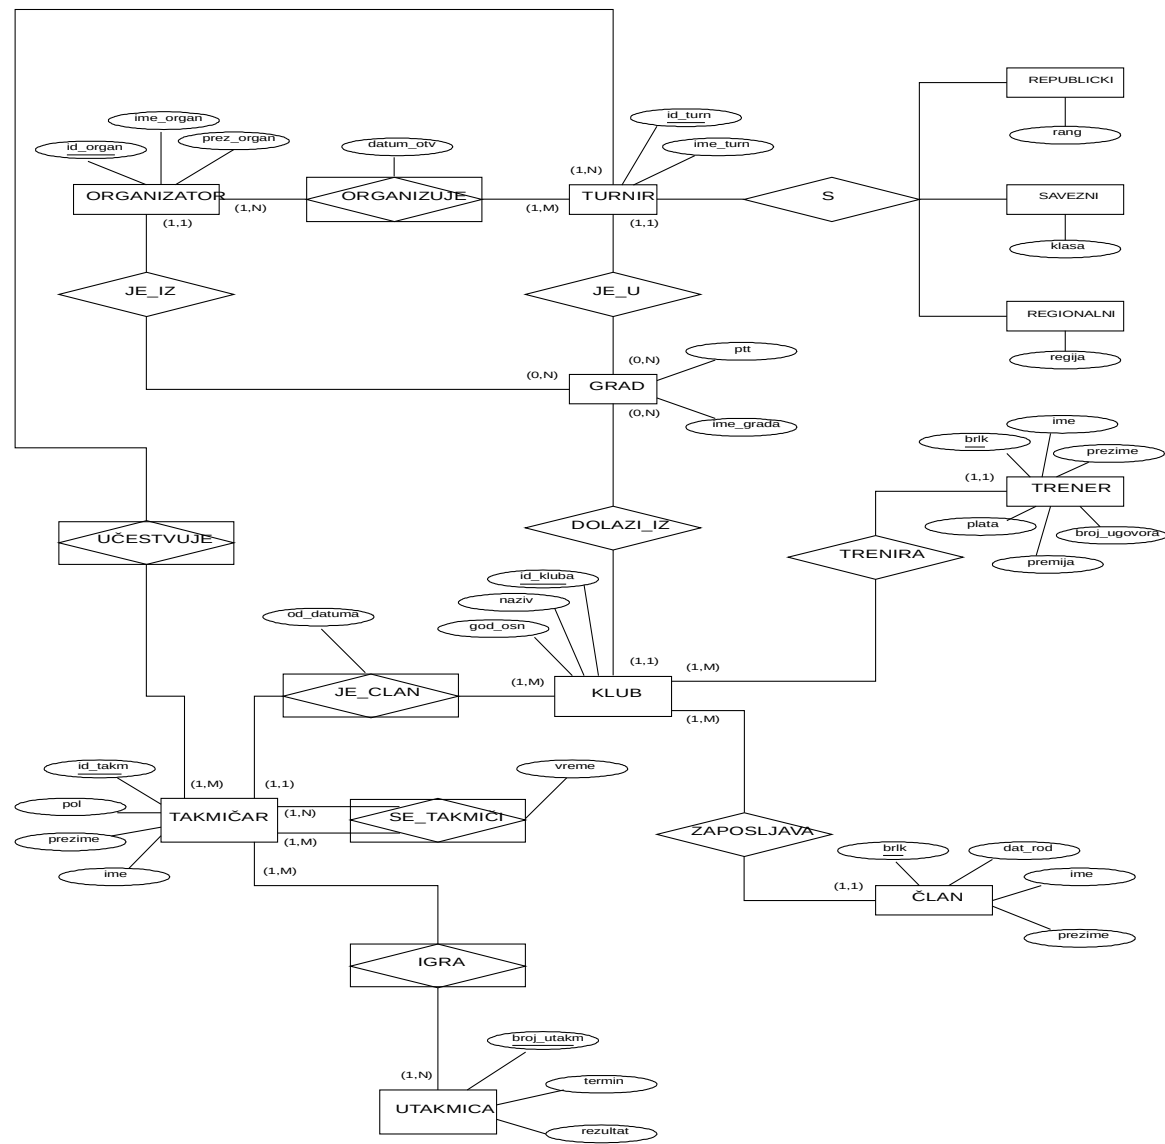 REPUBLICKI
ime_organ
id_turn
rang
prez_organ
id_organ
datum_otv
ime_turn
(1,N)
ORGANIZATOR
ORGANIZUJE
TURNIR
S
SAVEZNI
(1,N)
(1,M)
(1,1)
(1,1)
klasa
JE_IZ
JE_U
REGIONALNI
ptt
regija
(0,N)
(0,N)
GRAD
(0,N)
ime_grada
ime
brlk
prezime
(1,1)
TRENER
DOLAZI_IZ
plata
broj_ugovora
UČESTVUJE
TRENIRA
premija
id_kluba
naziv
od_datuma
god_osn
(1,1)
(1,M)
JE_CLAN
(1,M)
KLUB
(1,M)
id_takm
vreme
(1,M)
(1,1)
pol
(1,N)
TAKMIČAR
SE_TAKMIČI
prezime
(1,M)
ZAPOSLJAVA
brlk
dat_rod
ime
(1,M)
ime
(1,1)
ČLAN
prezime
IGRA
broj_utakm
(1,N)
termin
UTAKMICA
rezultat